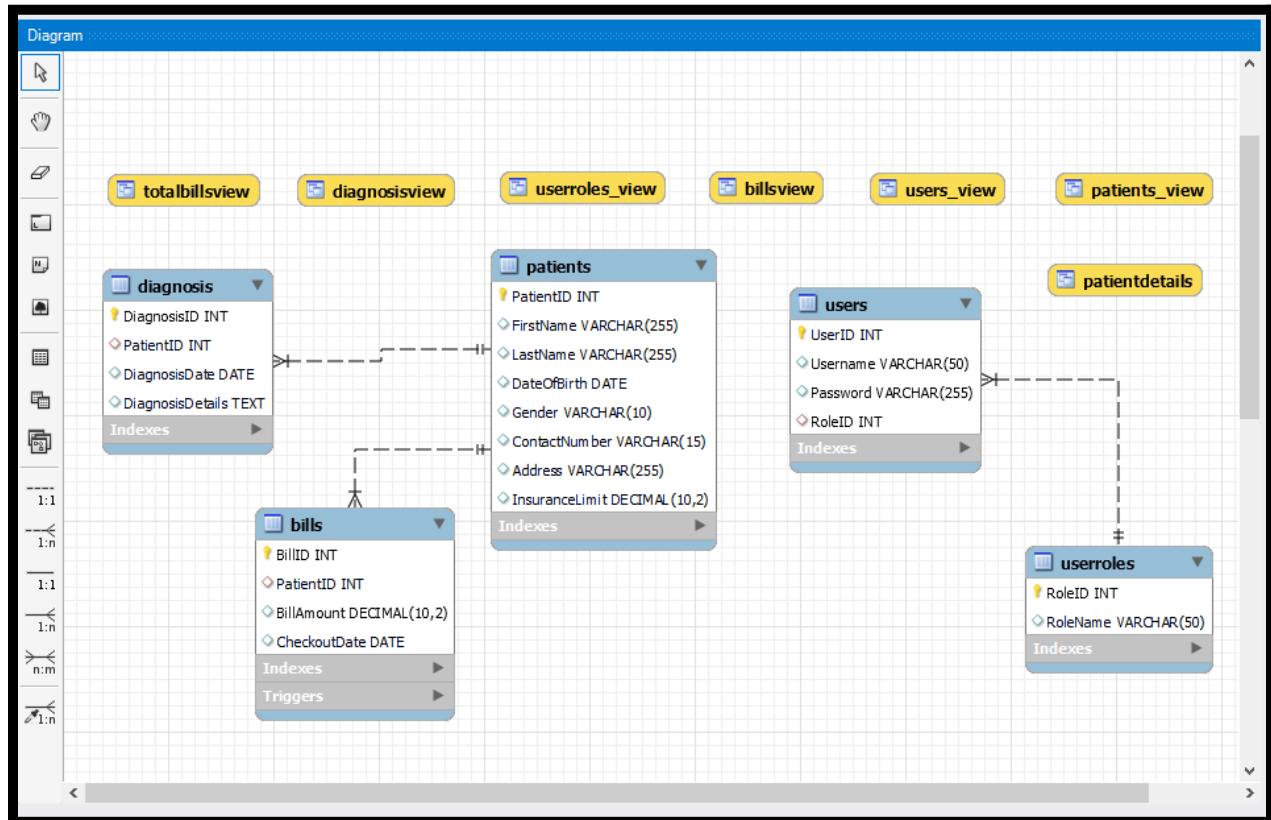 Diagram
totalbillsview
diagnosisview
userroles_view
billsview
users_view
patients_view
patientdetails
diagnosis
DiagnosisID INT
PatientID INT
DiagnosisDate DATE
DiagnosisDetails TEXT
Indexes
patients
PatientID INT
FirstName VARCHAR(255)
LastName VARCHAR(255)
DateOfBirth DATE
Gender VARCHAR(10)
ContactNumber VARCHAR(15)
Address VARCHAR(255)
InsuranceLimit DECIMAL(10,2)
Indexes
users
UserID INT
Username VARCHAR(50)
Password VARCHAR(255)
RoleID INT
Indexes
bills
BillID INT
PatientID INT
BillAmount DECIMAL(10,2)
CheckoutDate DATE
Indexes
Triggers
userroles
RoleID INT
RoleName VARCHAR(50)
Indexes
1:1
1:n
1:1
1:n
n:m
1:n